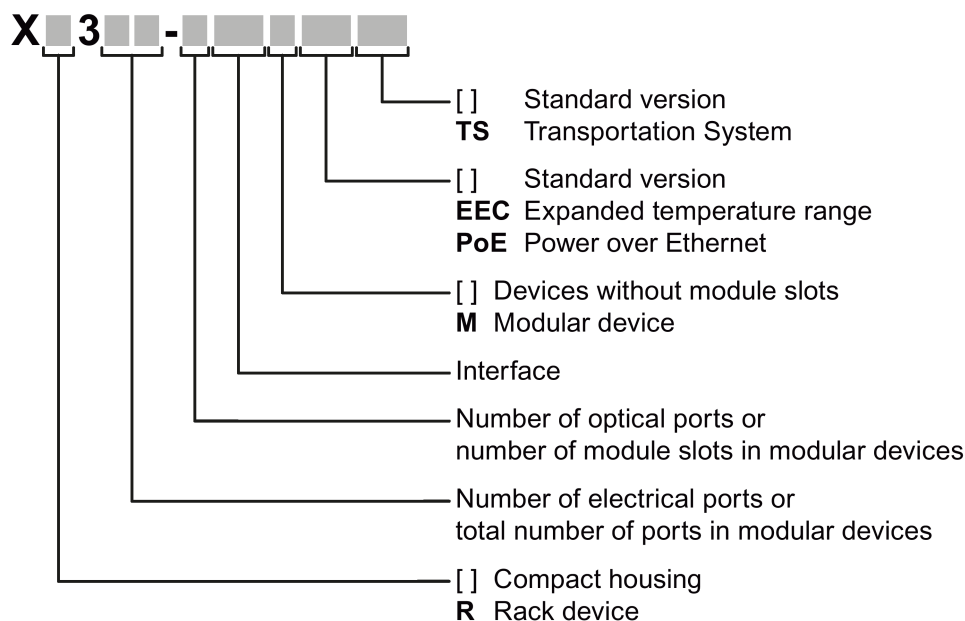 X 3 -
[ ] Standard version
TS Transportation System
[ ] Standard version
EEC Expanded temperature range
PoE Power over Ethernet
[ ] Devices without module slots
M Modular device
Interface
Number of optical ports or
number of module slots in modular devices
Number of electrical ports or
total number of ports in modular devices
[ ] Compact housing
R Rack device